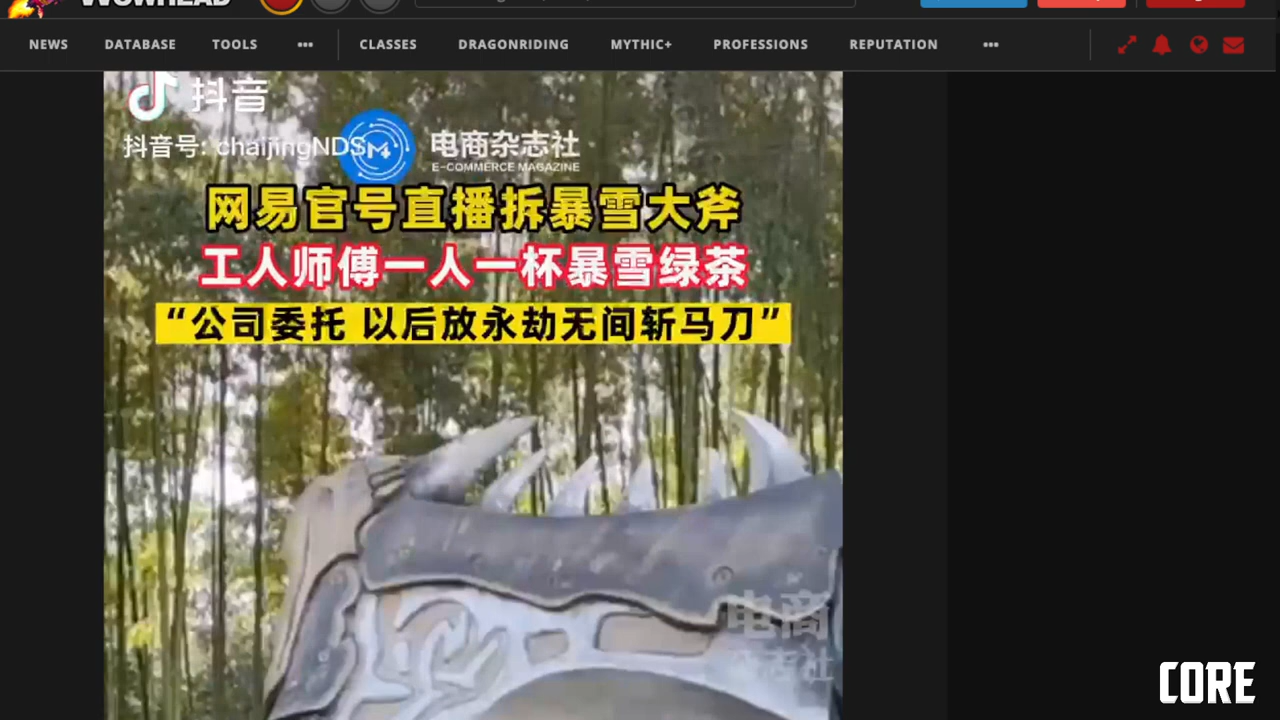 WOWHEAD
NEWS DATABASE TOOLS ••• CLASSES DRAGONRIDING MYTHIC+ PROFESSIONS REPUTATION •••
抖音
抖音号: chaijingNDS
电商杂志社
E-COMMERCE MAGAZINE
网易官号直播拆暴雪大斧
工人师傅一人一杯暴雪绿茶
“公司委托 以后放永劫无间斩马刀”
电商
杂志社
CORE